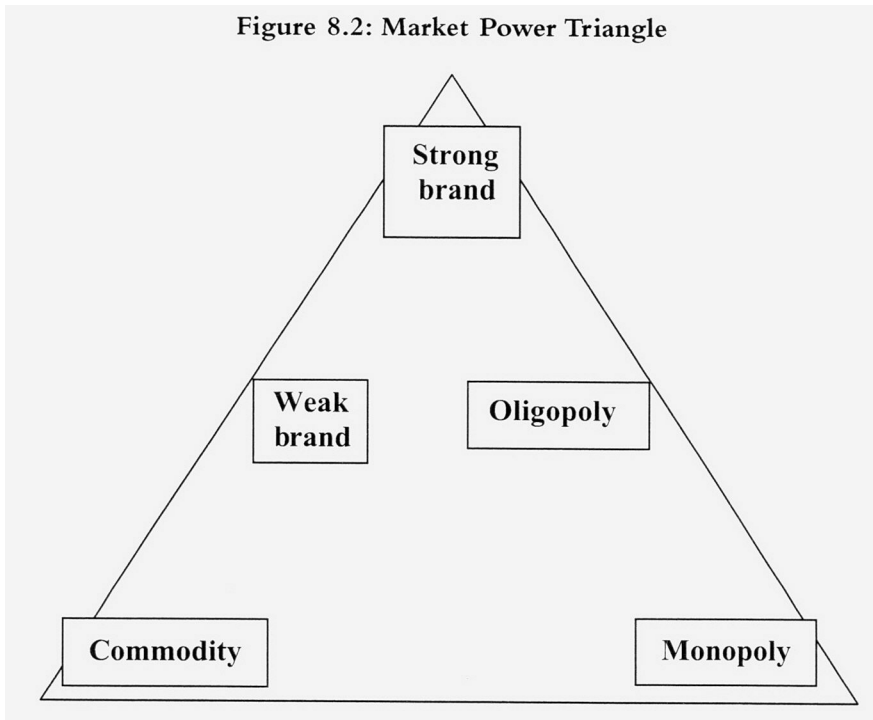 Figure 8.2: Market Power Triangle
Strong
brand
Weak
brand
Oligopoly
Commodity
Monopoly